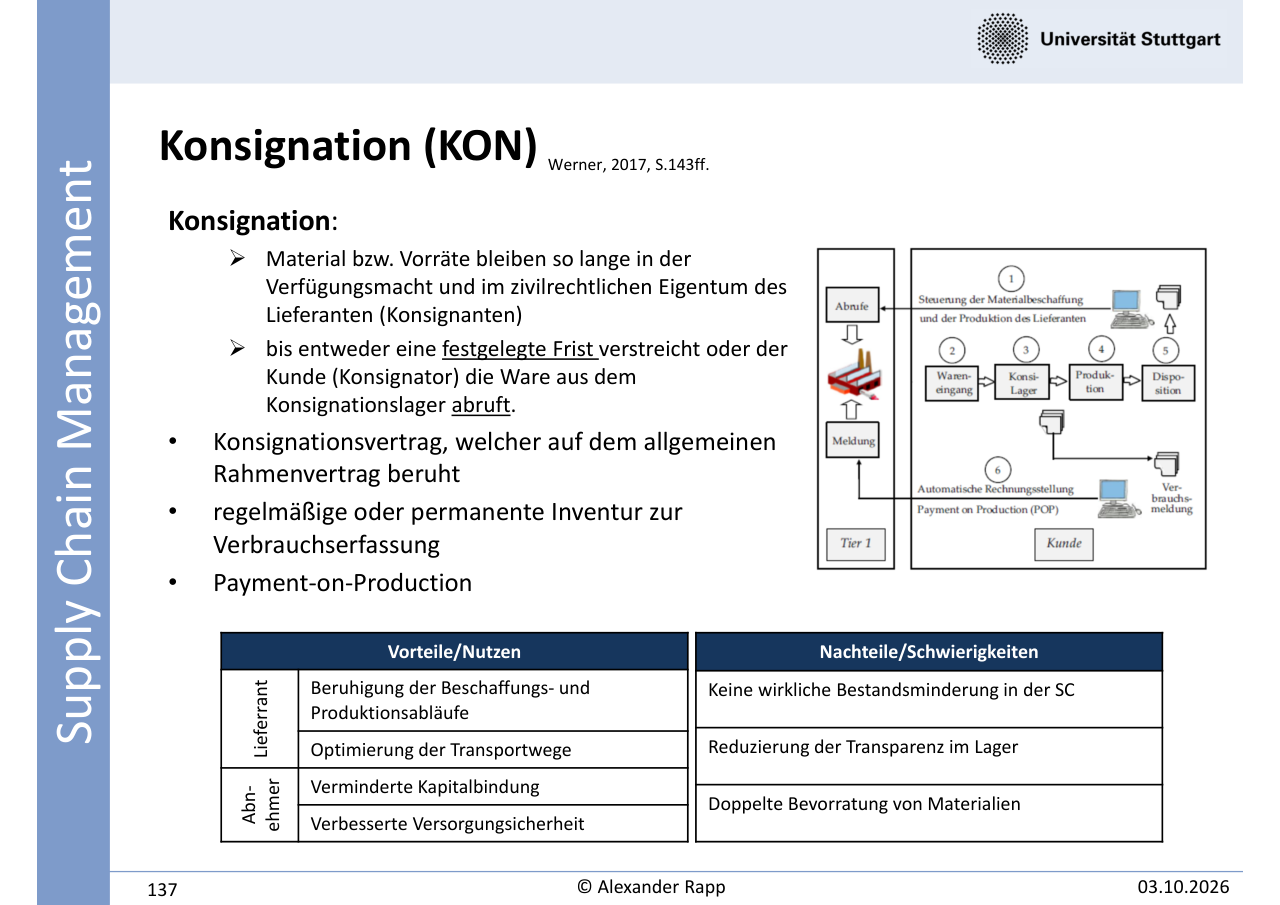 Universität Stuttgart
Supply Chain Management
Konsignation (KON) Werner, 2017, S.143ff.
Konsignation:
Material bzw. Vorräte bleiben so lange in der
Verfügungsmacht und im zivilrechtlichen Eigentum des
Lieferanten (Konsignanten)
bis entweder eine festgelegte Frist verstreicht oder der
Kunde (Konsignator) die Ware aus dem
Konsignationslager abruft.
• Konsignationsvertrag, welcher auf dem allgemeinen
Rahmenvertrag beruht
• regelmäßige oder permanente Inventur zur
Verbrauchserfassung
• Payment-on-Production
Abrufe
Meldung
Tier 1
1
Steuerung der Materialbeschaffung
und der Produktion des Lieferanten
2
3
4
5
Waren-
eingang
Konsi-
Lager
Produk-
tion
Dispo-
sition
6
Automatische Rechnungsstellung
Payment on Production (POP)
Ver-
brauchs-
meldung
Kunde
Vorteile/Nutzen
Lieferrant
Beruhigung der Beschaffungs- und
Produktionsabläufe
Optimierung der Transportwege
Abn-
ehmer
Verminderte Kapitalbindung
Verbesserte Versorgungsicherheit
Nachteile/Schwierigkeiten
Keine wirkliche Bestandsminderung in der SC
Reduzierung der Transparenz im Lager
Doppelte Bevorratung von Materialien
137
© Alexander Rapp
03.10.2026